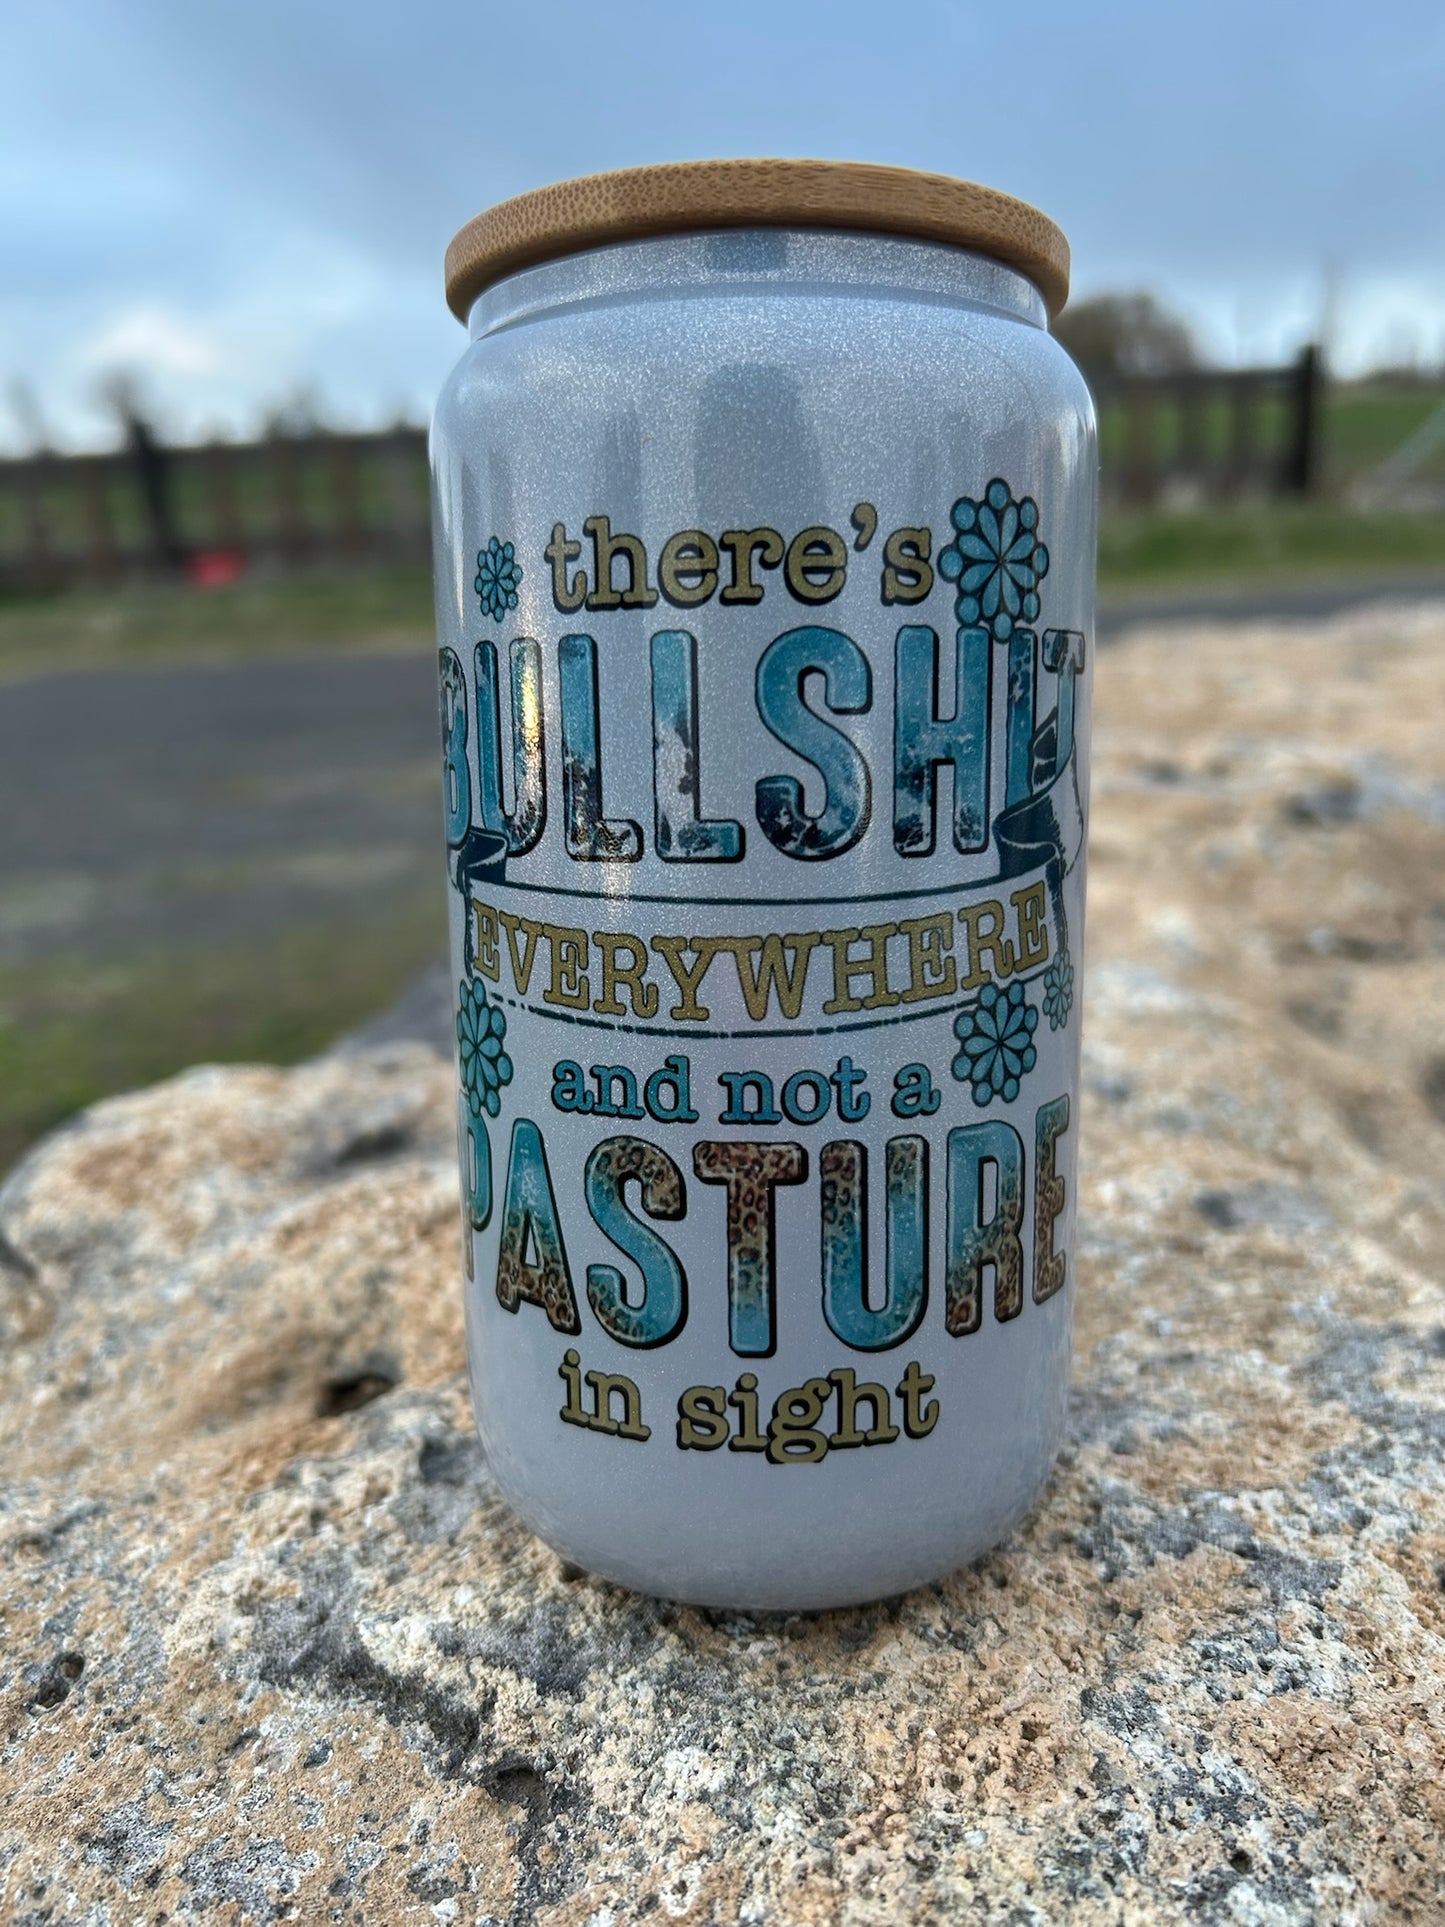 there's
BULLSHIT
EVERYWHERE
and not a
PASTURE
in sight